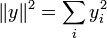 ‖y‖² = ∑ᵢ yᵢ²